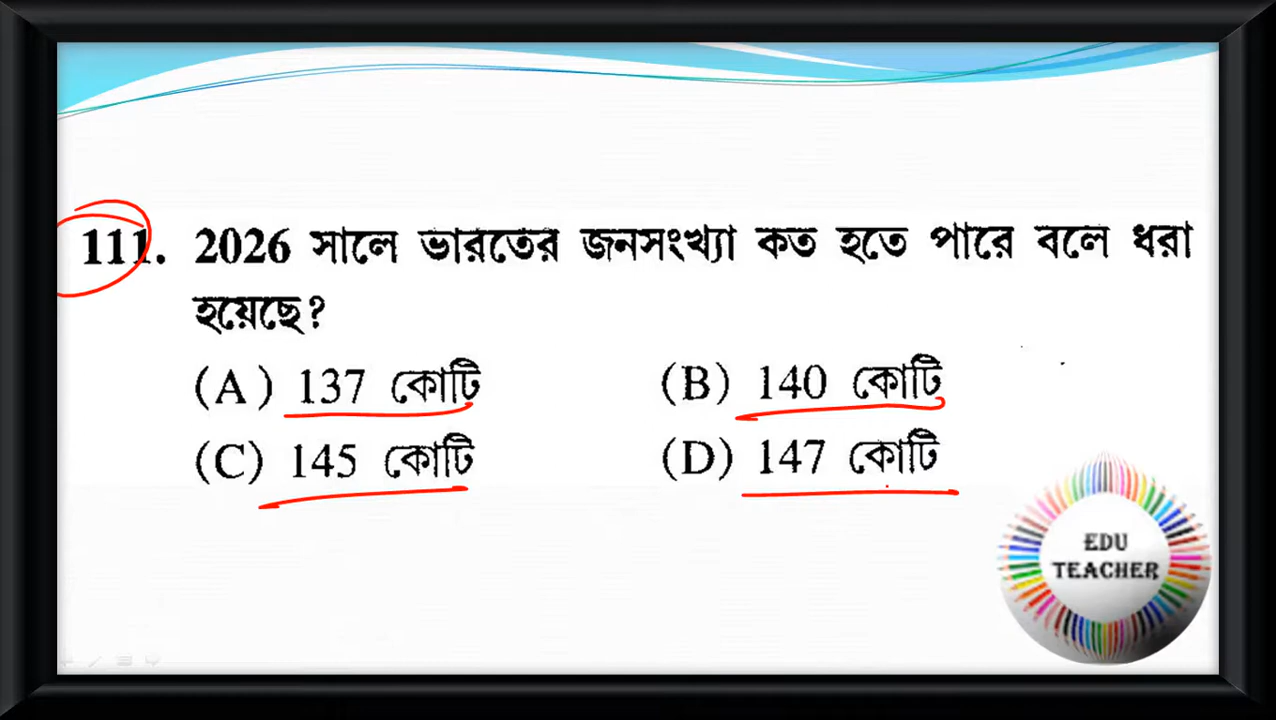 111. 2026 সালে ভারতের জনসংখ্যা কত হতে পারে বলে ধরা
হয়েছে?
(A) 137 কোটি (B) 140 কোটি
(C) 145 কোটি (D) 147 কোটি
EDU
TEACHER